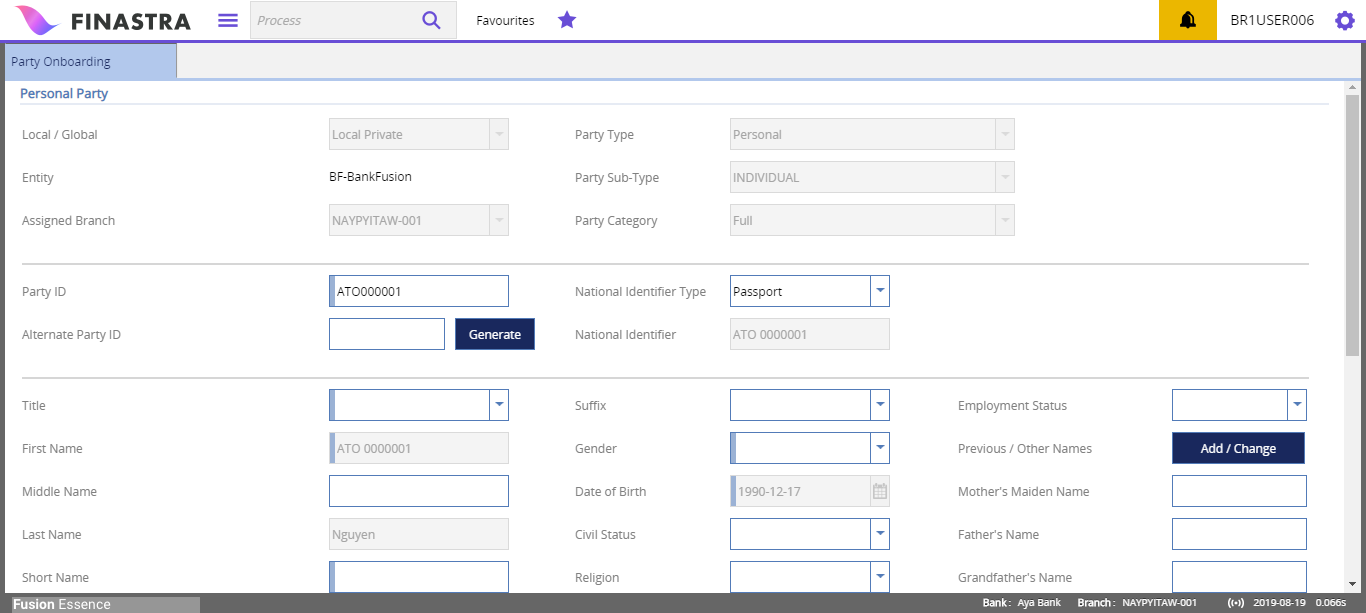 FINASTRA Process Favourites BR1USER006
Party Onboarding
Personal Party
Local / Global Local Private Party Type Personal
Entity BF-BankFusion Party Sub-Type INDIVIDUAL
Assigned Branch NAYPYITAW-001 Party Category Full
Party ID ATO000001 National Identifier Type Passport
Alternate Party ID Generate National Identifier ATO 0000001
Title Suffix Employment Status
First Name ATO 0000001 Gender Previous / Other Names Add / Change
Middle Name Date of Birth 1990-12-17 Mother's Maiden Name
Last Name Nguyen Civil Status Father's Name
Short Name Religion Grandfather's Name
Fusion Essence Bank : Aya Bank Branch : NAYPYITAW-001 2019-08-19 0.066s